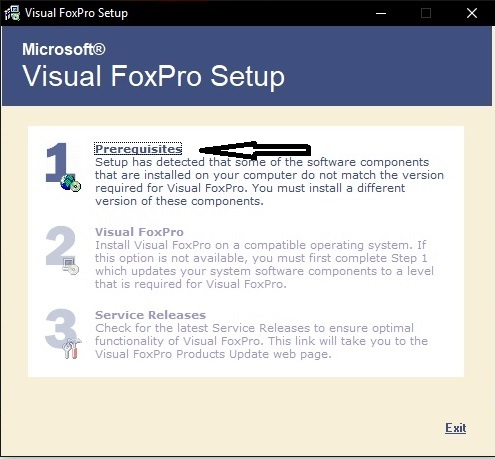 Visual FoxPro Setup
Microsoft®
Visual FoxPro Setup
1
Prerequisites
Setup has detected that some of the software components
that are installed on your computer do not match the version
required for Visual FoxPro. You must install a different
version of these components.
2
Visual FoxPro
Install Visual FoxPro on a compatible operating system. If
this option is not available, you must first complete Step 1
which updates your system software components to a level
that is required for Visual FoxPro.
3
Service Releases
Check for the latest Service Releases to ensure optimal
functionality of Visual FoxPro. This link will take you to the
Visual FoxPro Products Update web page.
Exit